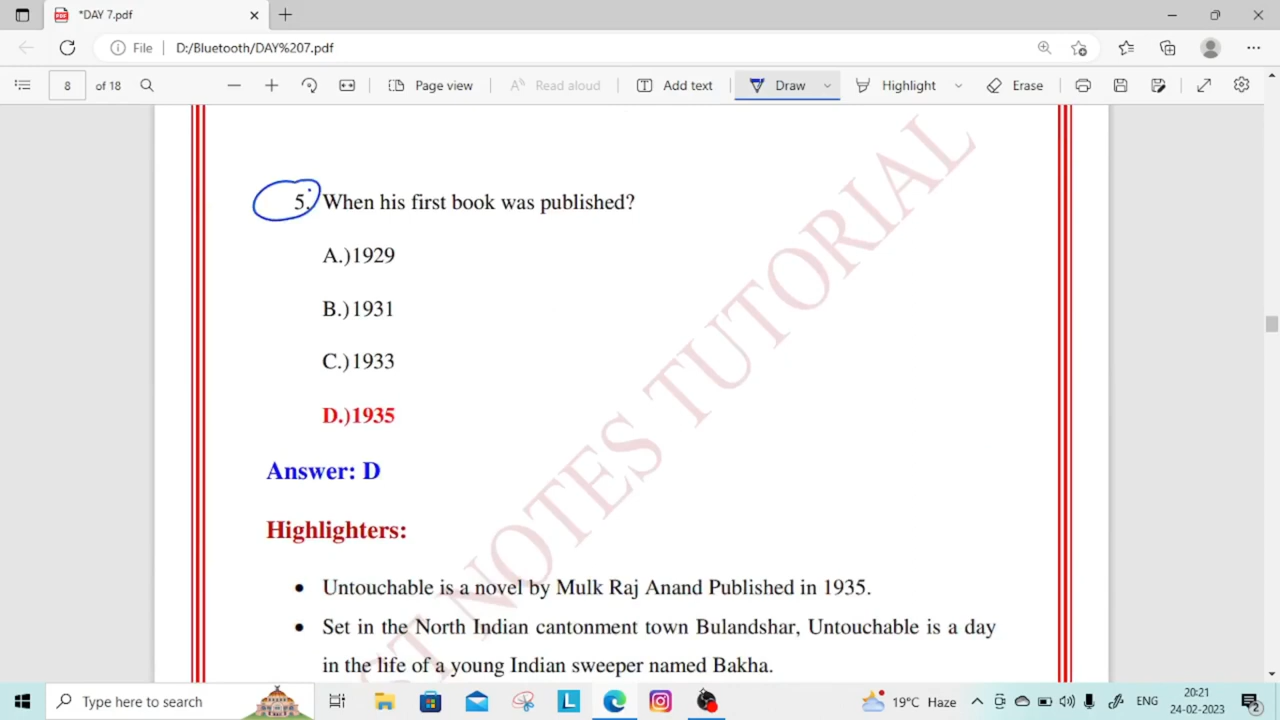 *DAY 7.pdf
File D:/Bluetooth/DAY%207.pdf
8 of 18 Page view Read aloud Add text Draw Highlight Erase
5. When his first book was published?
A.)1929
B.)1931
C.)1933
D.)1935
Answer: D
Highlighters:
• Untouchable is a novel by Mulk Raj Anand Published in 1935.
• Set in the North Indian cantonment town Bulandshar, Untouchable is a day
in the life of a young Indian sweeper named Bakha.
ST NOTES TUTORIAL
Type here to search
19°C Haze ENG 20:21
24-02-2023 2